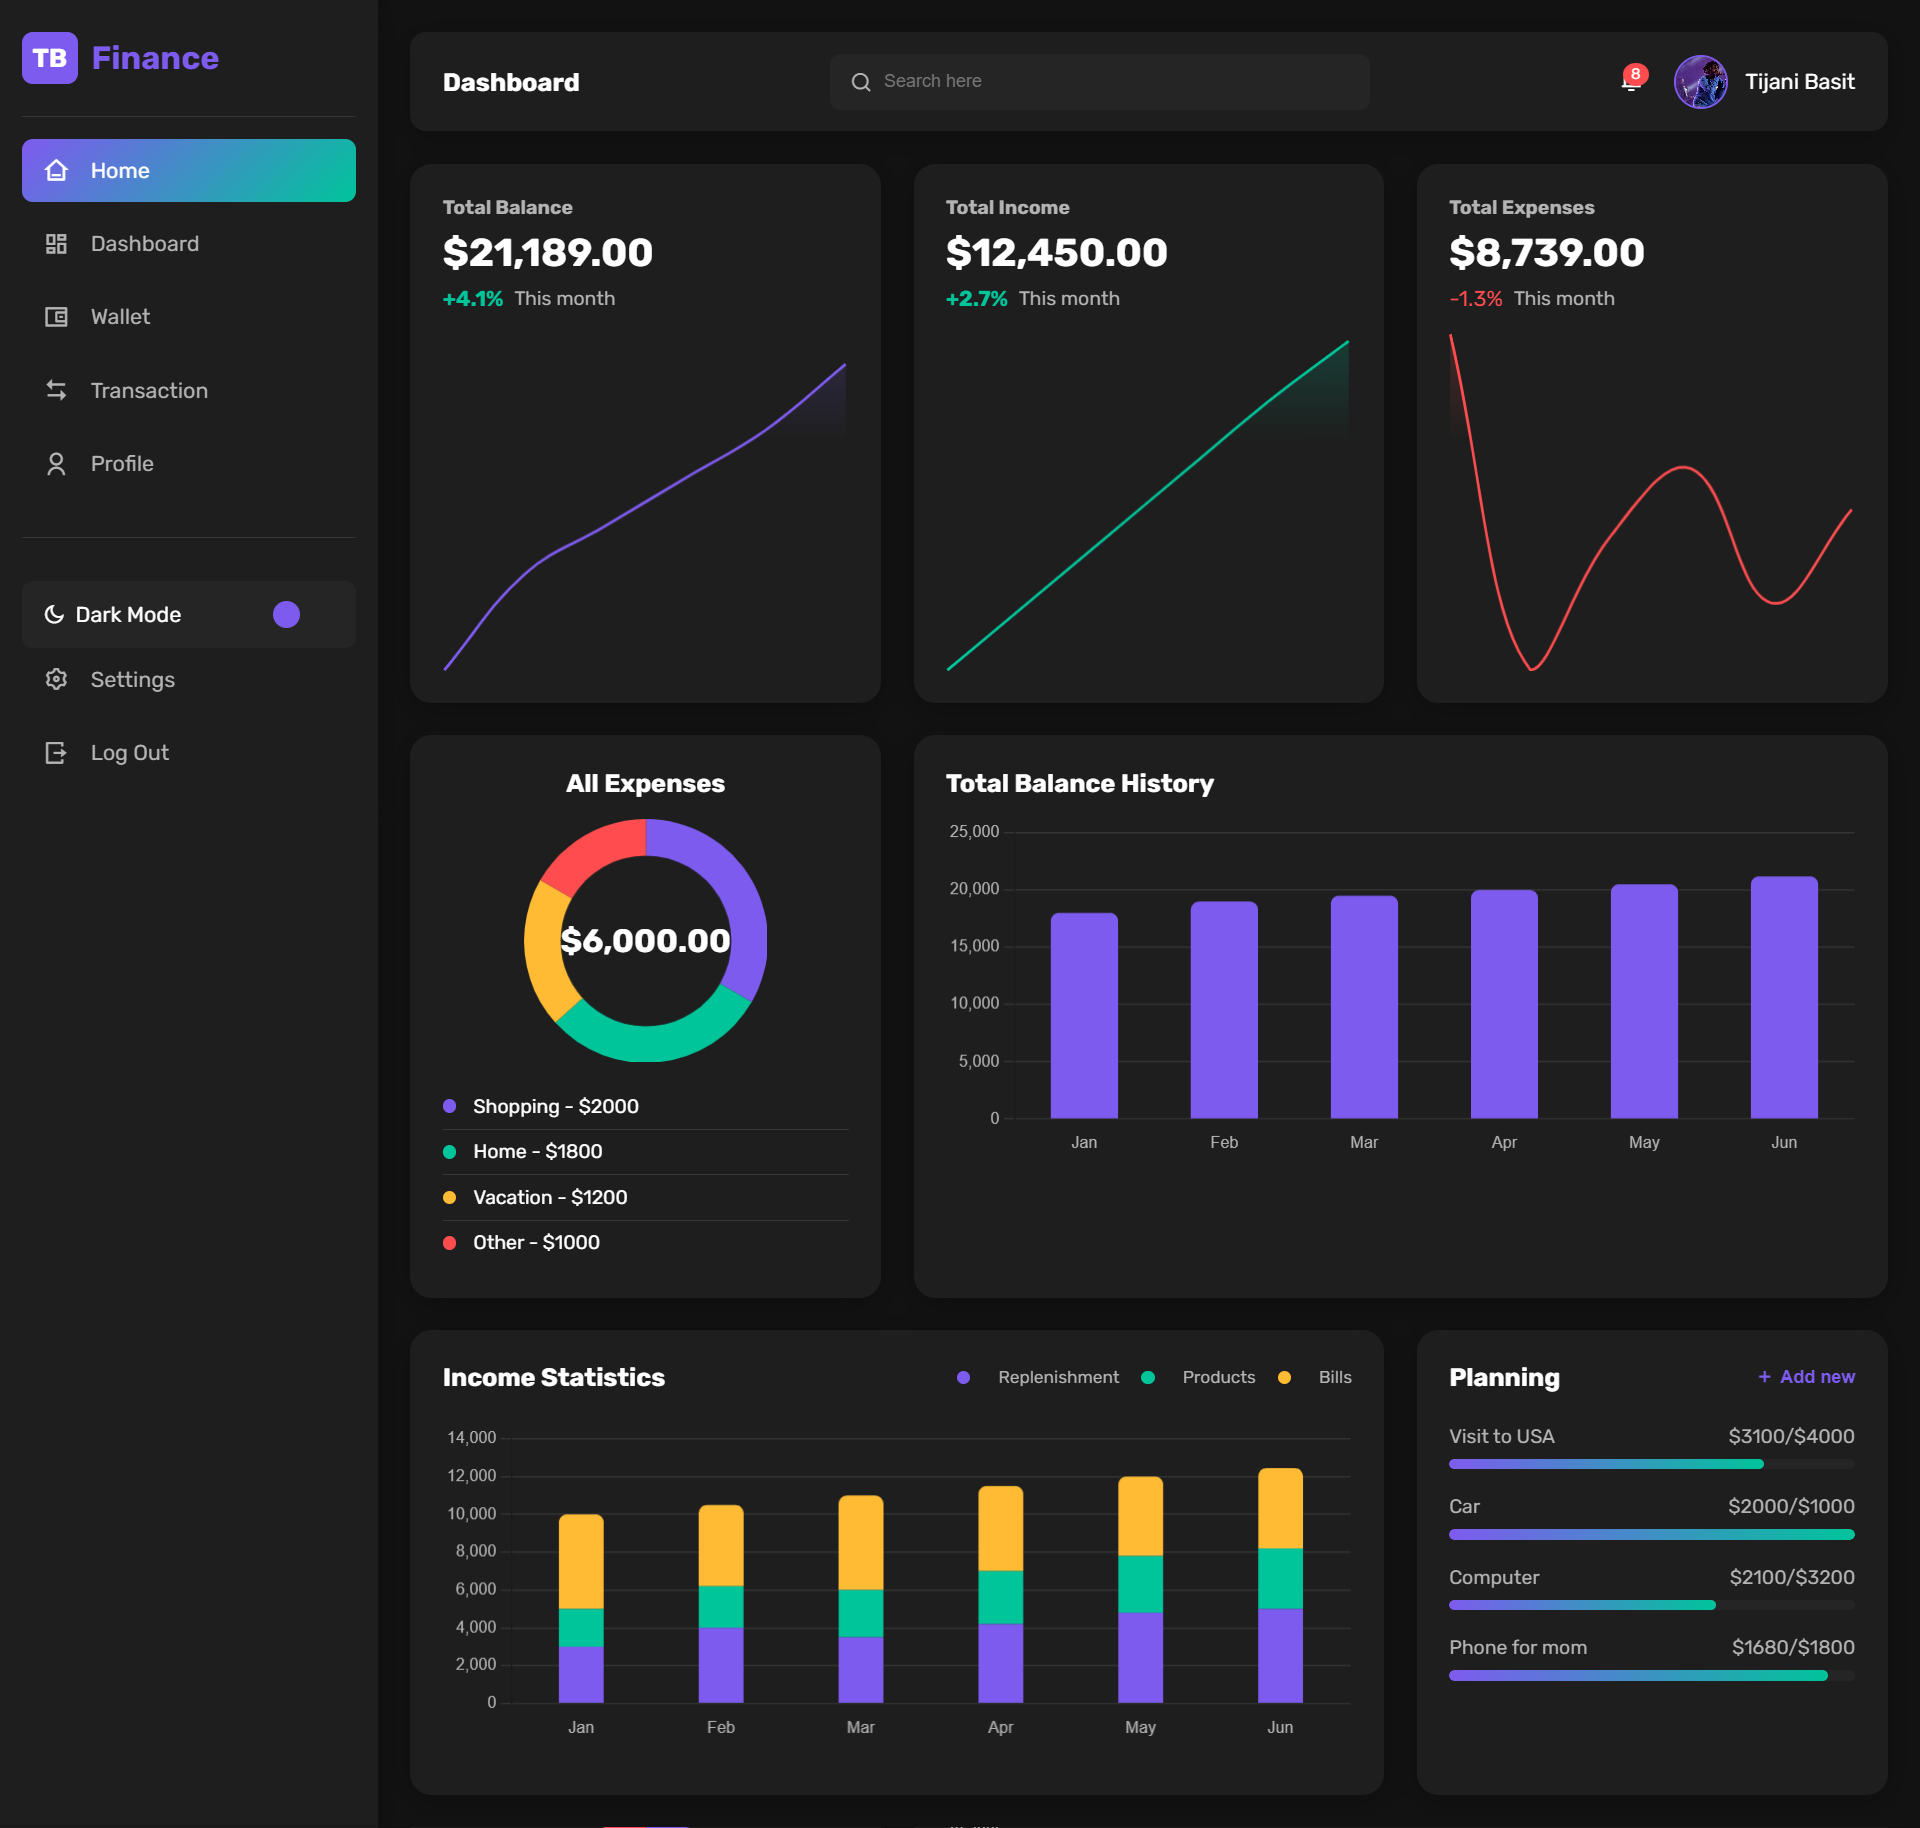 TB Finance
Home
Dashboard
Wallet
Transaction
Profile
Dark Mode
Settings
Log Out
Dashboard
Search here
8
Tijani Basit
Total Balance
$21,189.00
+4.1% This month
Total Income
$12,450.00
+2.7% This month
Total Expenses
$8,739.00
-1.3% This month
All Expenses
$6,000.00
Shopping - $2000
Home - $1800
Vacation - $1200
Other - $1000
Total Balance History
25,000
20,000
15,000
10,000
5,000
0
Jan Feb Mar Apr May Jun
Income Statistics
Replenishment Products Bills
14,000
12,000
10,000
8,000
6,000
4,000
2,000
0
Jan Feb Mar Apr May Jun
Planning
+ Add new
Visit to USA $3100/$4000
Car $2000/$1000
Computer $2100/$3200
Phone for mom $1680/$1800